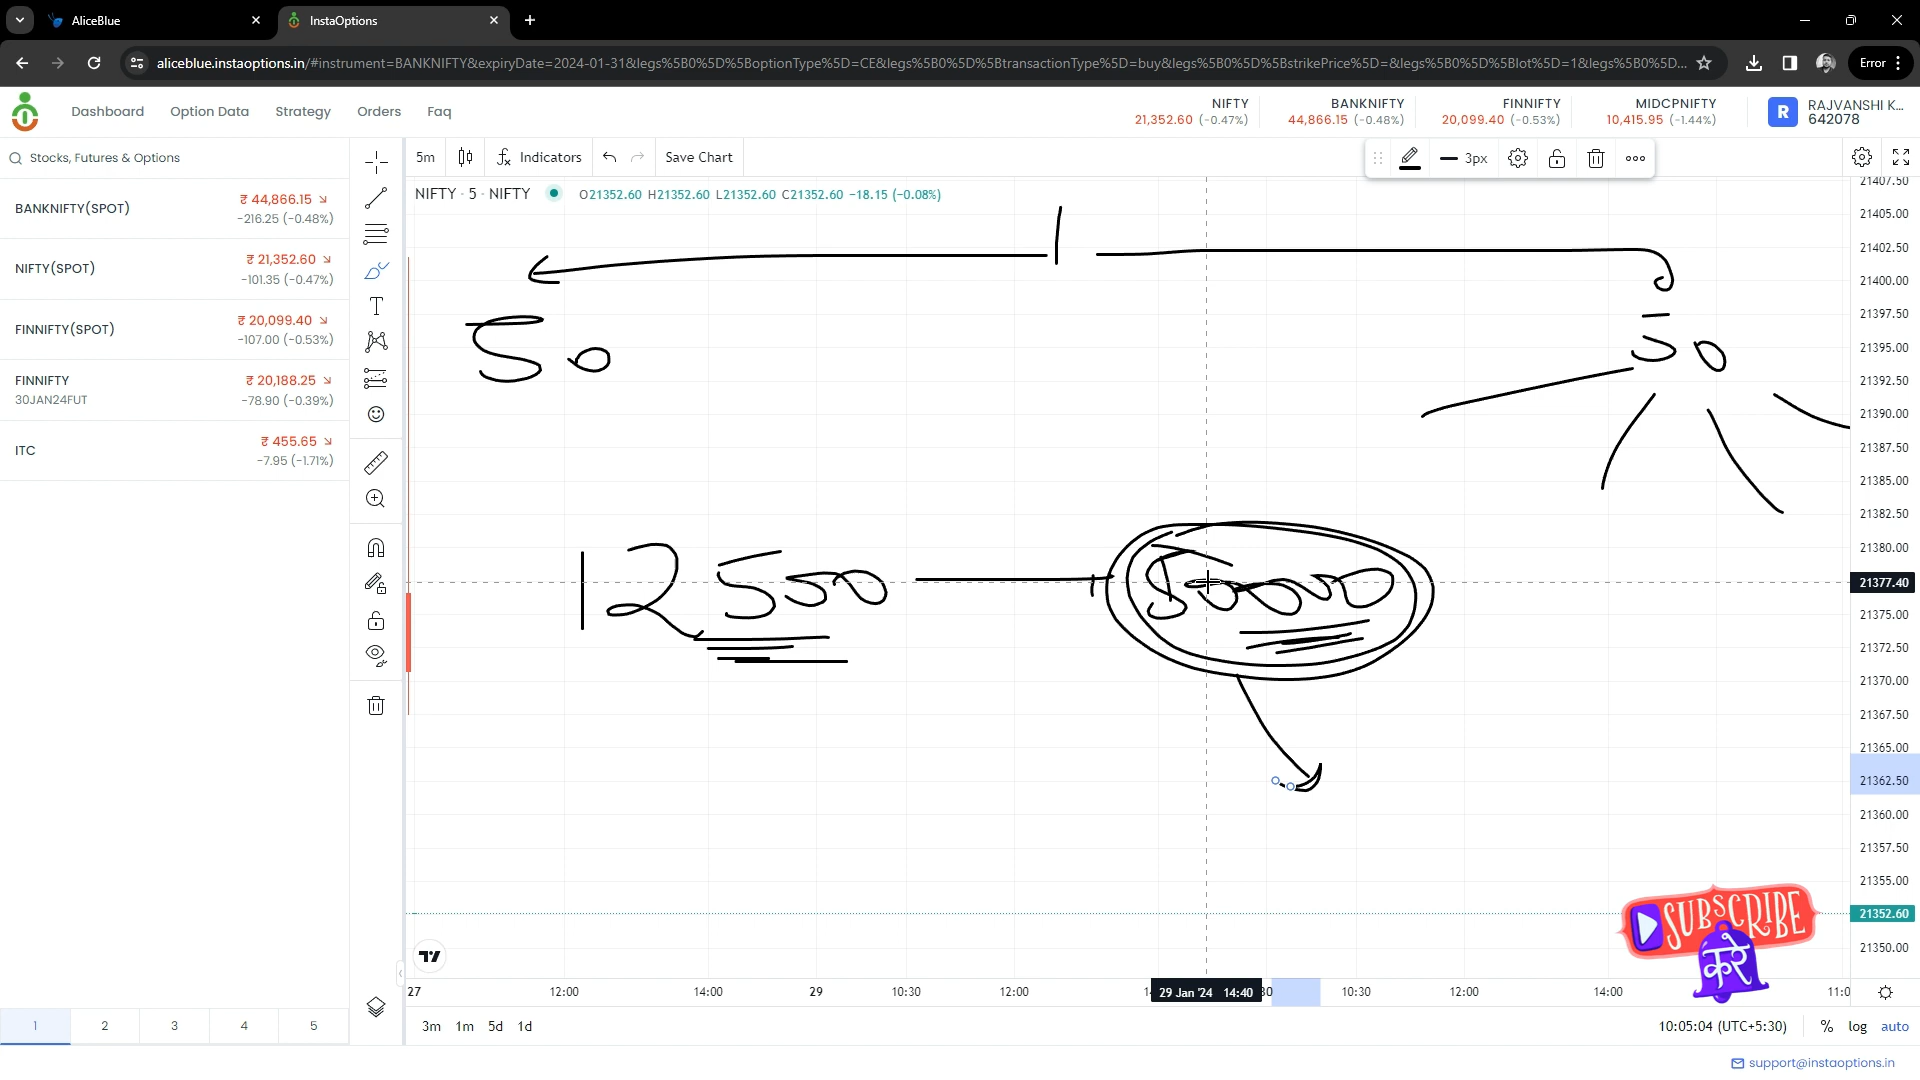 AliceBlue
InstaOptions
aliceblue.instaoptions.in/#instrument=BANKNIFTY&expiryDate=2024-01-31&legs%5B0%5D%5BoptionType%5D=CE&legs%5B0%5D%5BtransactionType%5D=buy&legs%5B0%5D%5BstrikePrice%5D=&legs%5B0%5D%5Blot%5D=1&legs%5B0%5D...
Error
Dashboard Option Data Strategy Orders Faq
NIFTY
21,352.60 (-0.47%)
BANKNIFTY
44,866.15 (-0.48%)
FINNIFTY
20,099.40 (-0.53%)
MIDCPNIFTY
10,415.95 (-1.44%)
R
RAJVANSHI K...
642078
Stocks, Futures & Options
BANKNIFTY(SPOT)
₹ 44,866.15
-216.25 (-0.48%)
NIFTY(SPOT)
₹ 21,352.60
-101.35 (-0.47%)
FINNIFTY(SPOT)
₹ 20,099.40
-107.00 (-0.53%)
FINNIFTY
30JAN24FUT
₹ 20,188.25
-78.90 (-0.39%)
ITC
₹ 455.65
-7.95 (-1.71%)
1 2 3 4 5
5m
Indicators
Save Chart
3px
NIFTY · 5 · NIFTY
O21352.60 H21352.60 L21352.60 C21352.60 −18.15 (−0.08%)
1
50
50
12500
50000
21407.50
21405.00
21402.50
21400.00
21397.50
21395.00
21392.50
21390.00
21387.50
21385.00
21382.50
21380.00
21377.40
21375.00
21372.50
21370.00
21367.50
21365.00
21362.50
21360.00
21357.50
21355.00
21352.60
21350.00
SUBSCRIBE
करे
27 12:00 14:00 29 10:30 12:00 29 Jan '24 14:40 10:30 12:00 14:00 11:0
3m 1m 5d 1d
10:05:04 (UTC+5:30) % log auto
support@instaoptions.in